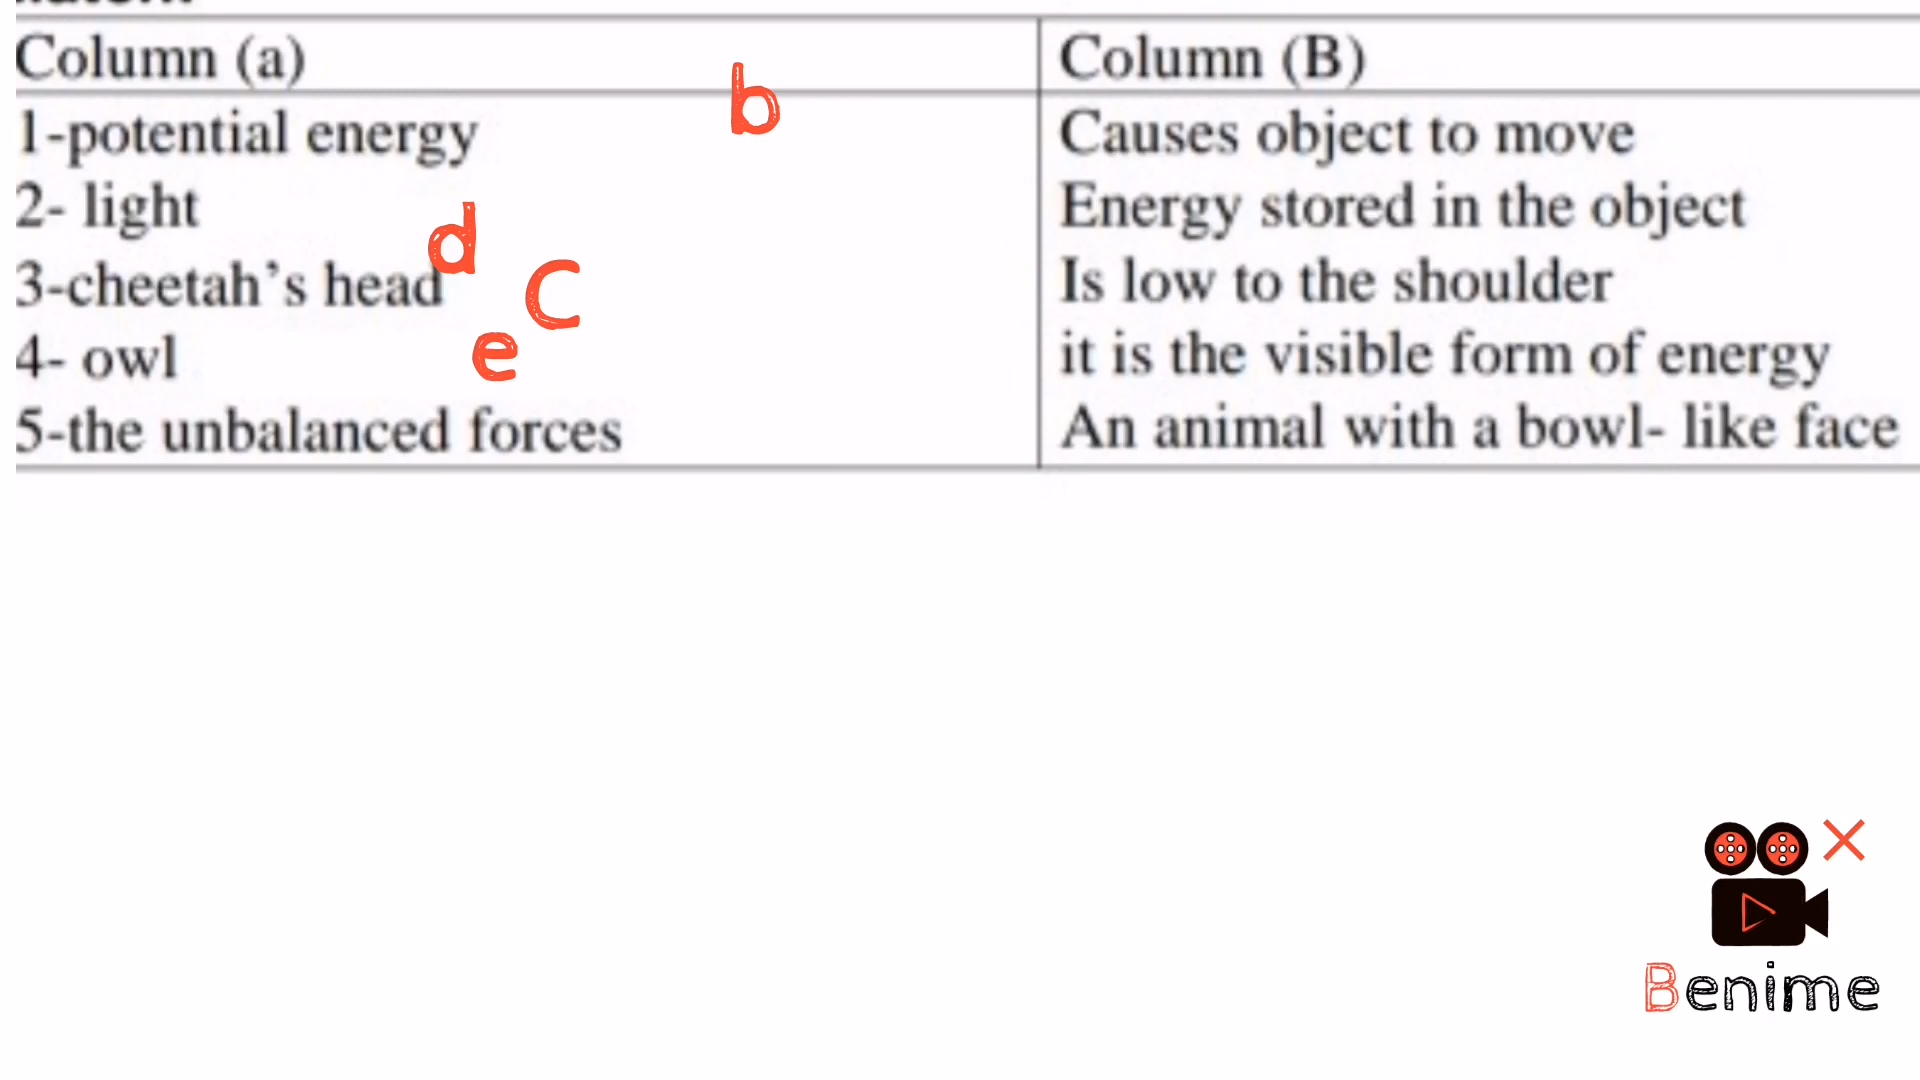 Column (a)
Column (B)
b
1-potential energy
Causes object to move
2- light
Energy stored in the object
d
3-cheetah's head
C
Is low to the shoulder
4- owl
e
it is the visible form of energy
5-the unbalanced forces
An animal with a bowl- like face
Benime